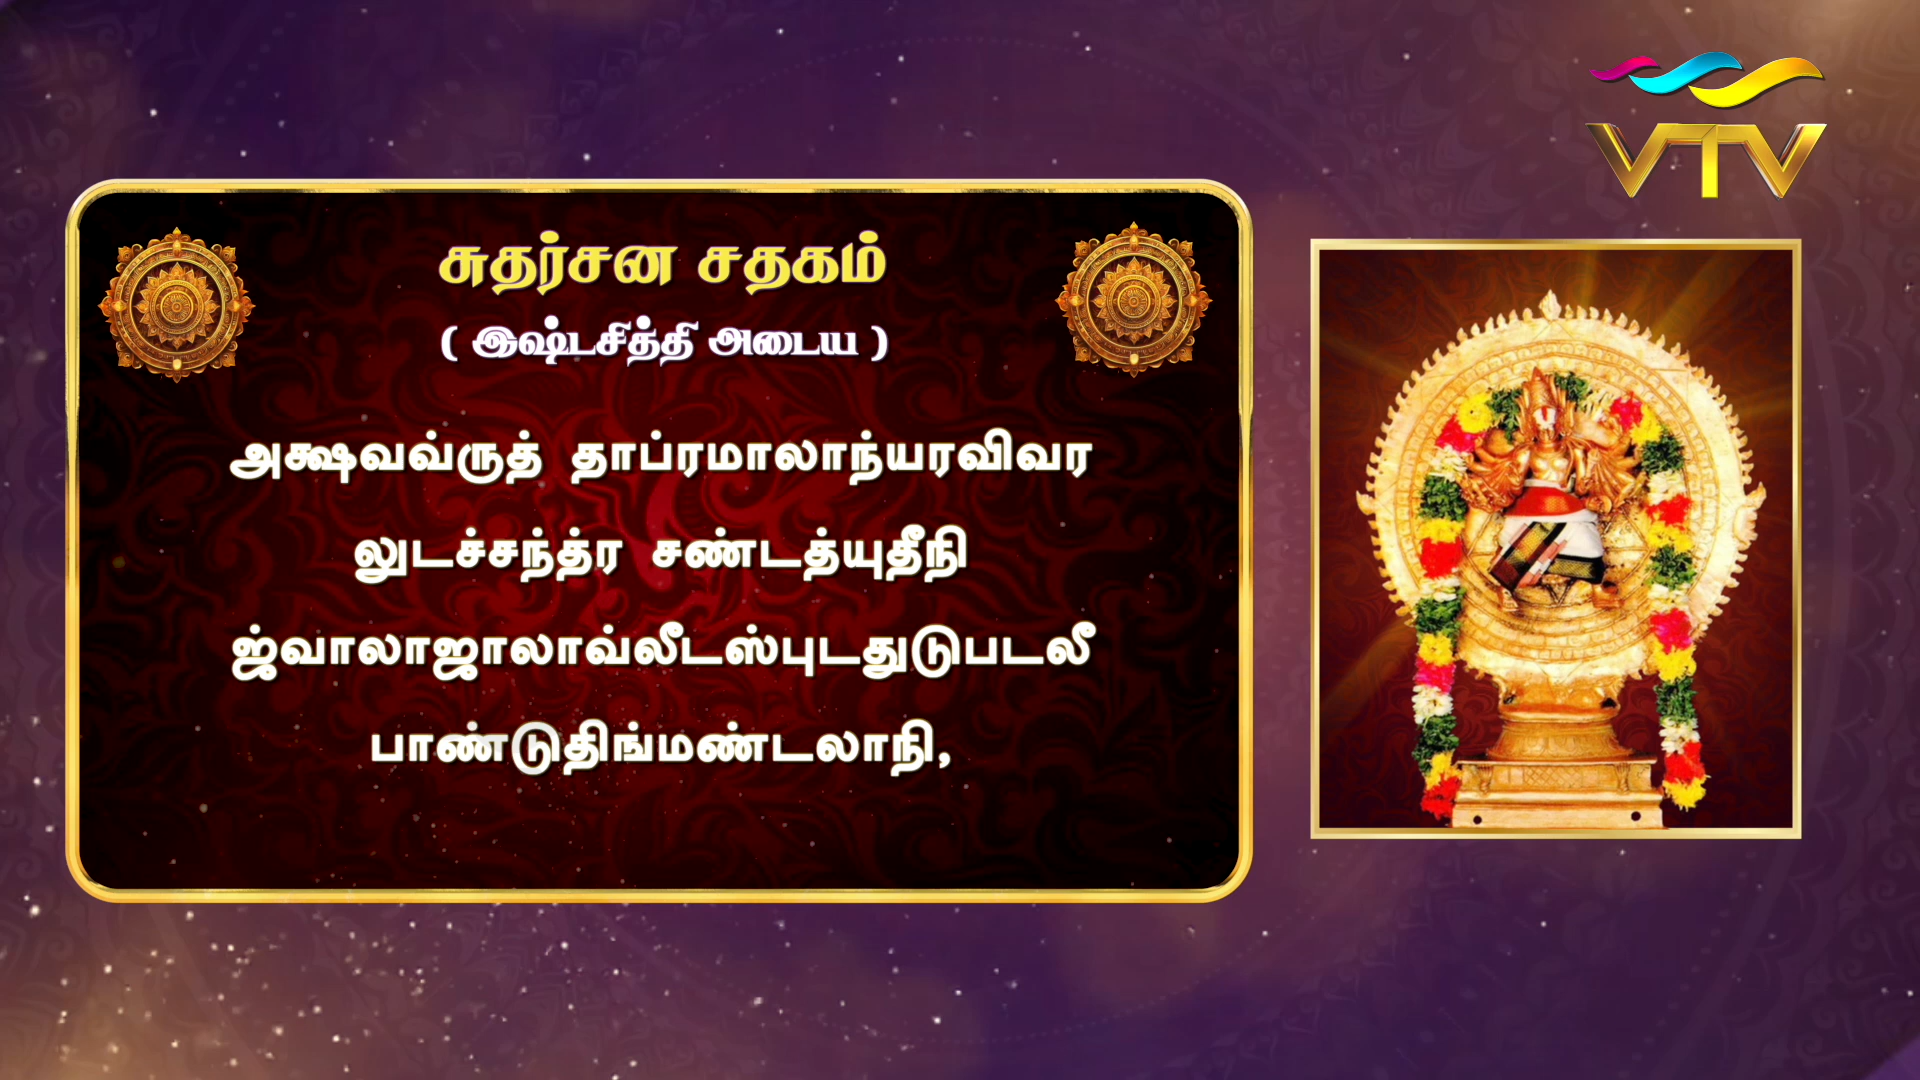 VTV
சுதர்சன சதகம்
( இஷ்டசித்தி அடைய )
அக்ஷவவ்ருத் தாப்ரமாலாந்யரவிவர
லுடச்சந்த்ர சண்டத்யுதீநி
ஜ்வாலாஜாலாவ்லீடஸ்புடதுடுபடலீ
பாண்டுதிங்மண்டலாநி,